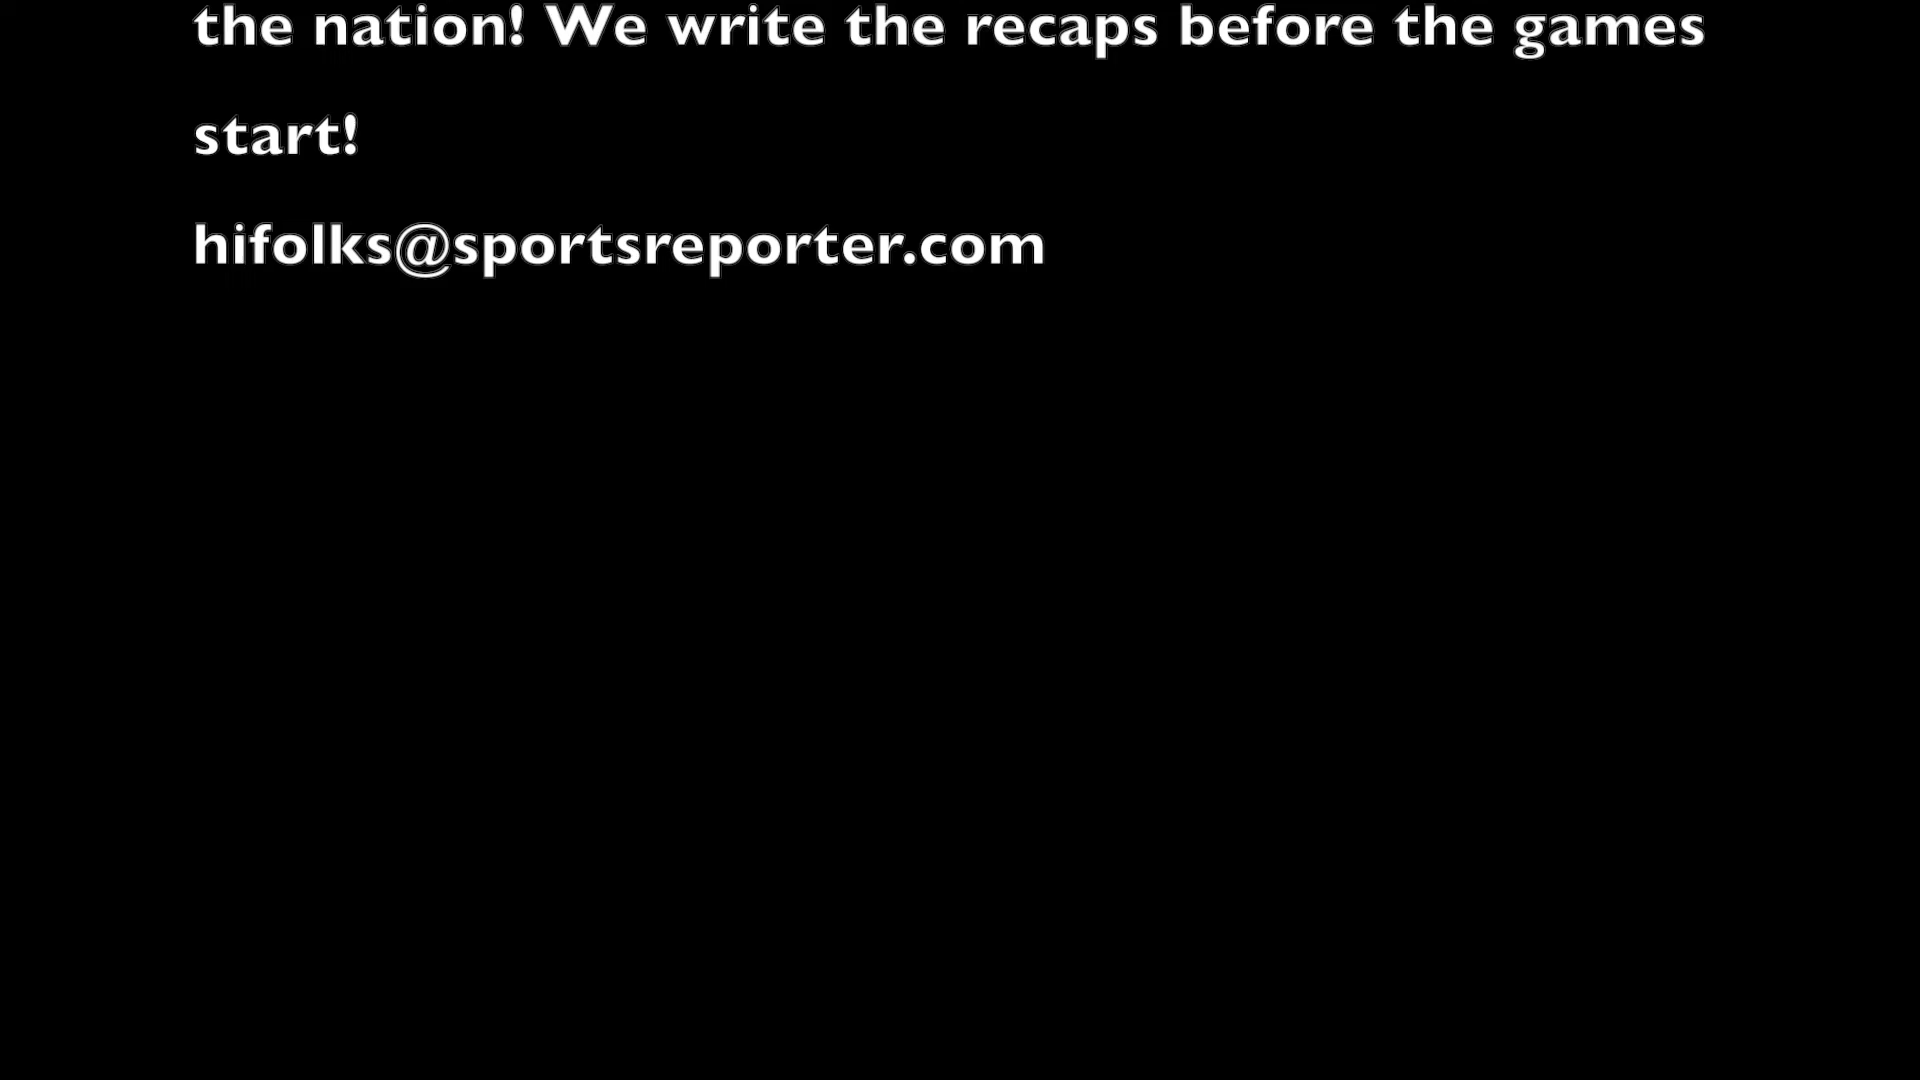 the nation! We write the recaps before the games
start!
hifolks@sportsreporter.com